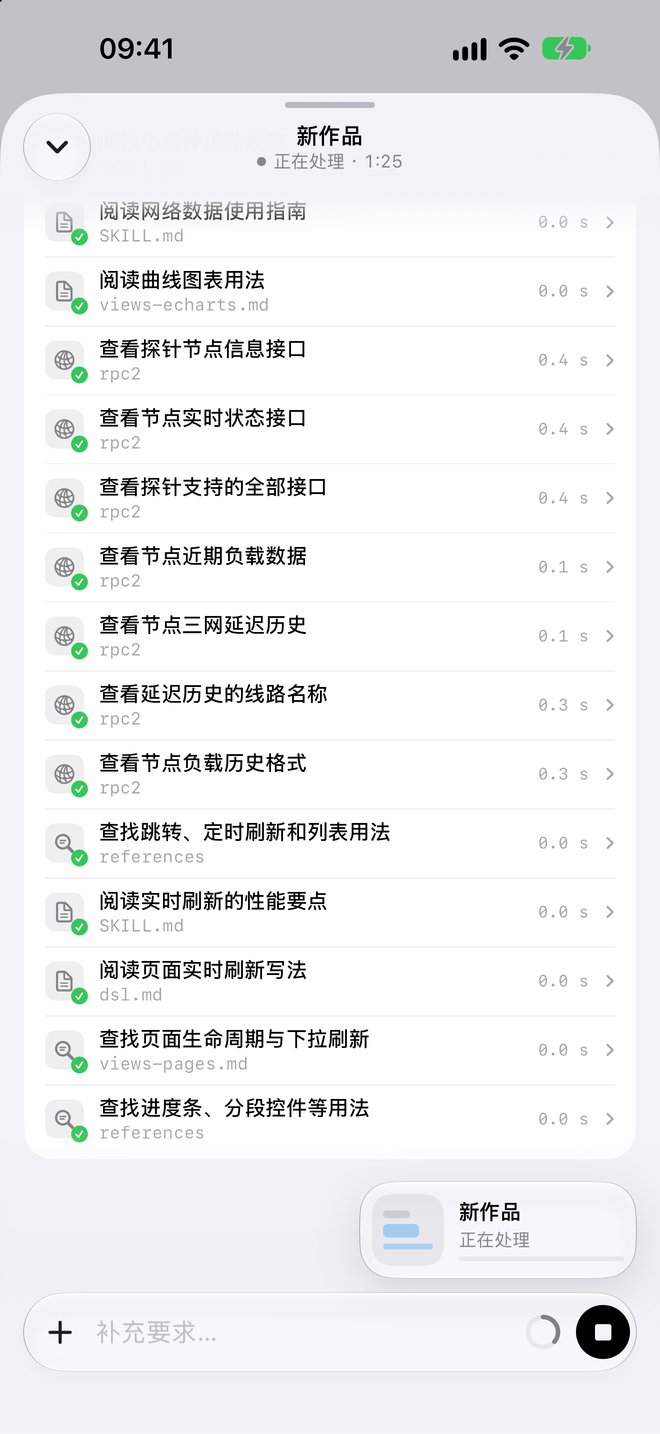 09:41
新作品
正在处理 · 1:25
阅读网络数据使用指南
SKILL.md
0.0 s
阅读曲线图表用法
views-echarts.md
0.0 s
查看探针节点信息接口
rpc2
0.4 s
查看节点实时状态接口
rpc2
0.4 s
查看探针支持的全部接口
rpc2
0.4 s
查看节点近期负载数据
rpc2
0.1 s
查看节点三网延迟历史
rpc2
0.1 s
查看延迟历史的线路名称
rpc2
0.3 s
查看节点负载历史格式
rpc2
0.3 s
查找跳转、定时刷新和列表用法
references
0.0 s
阅读实时刷新的性能要点
SKILL.md
0.0 s
阅读页面实时刷新写法
dsl.md
0.0 s
查找页面生命周期与下拉刷新
views-pages.md
0.0 s
查找进度条、分段控件等用法
references
0.0 s
新作品
正在处理
补充要求...